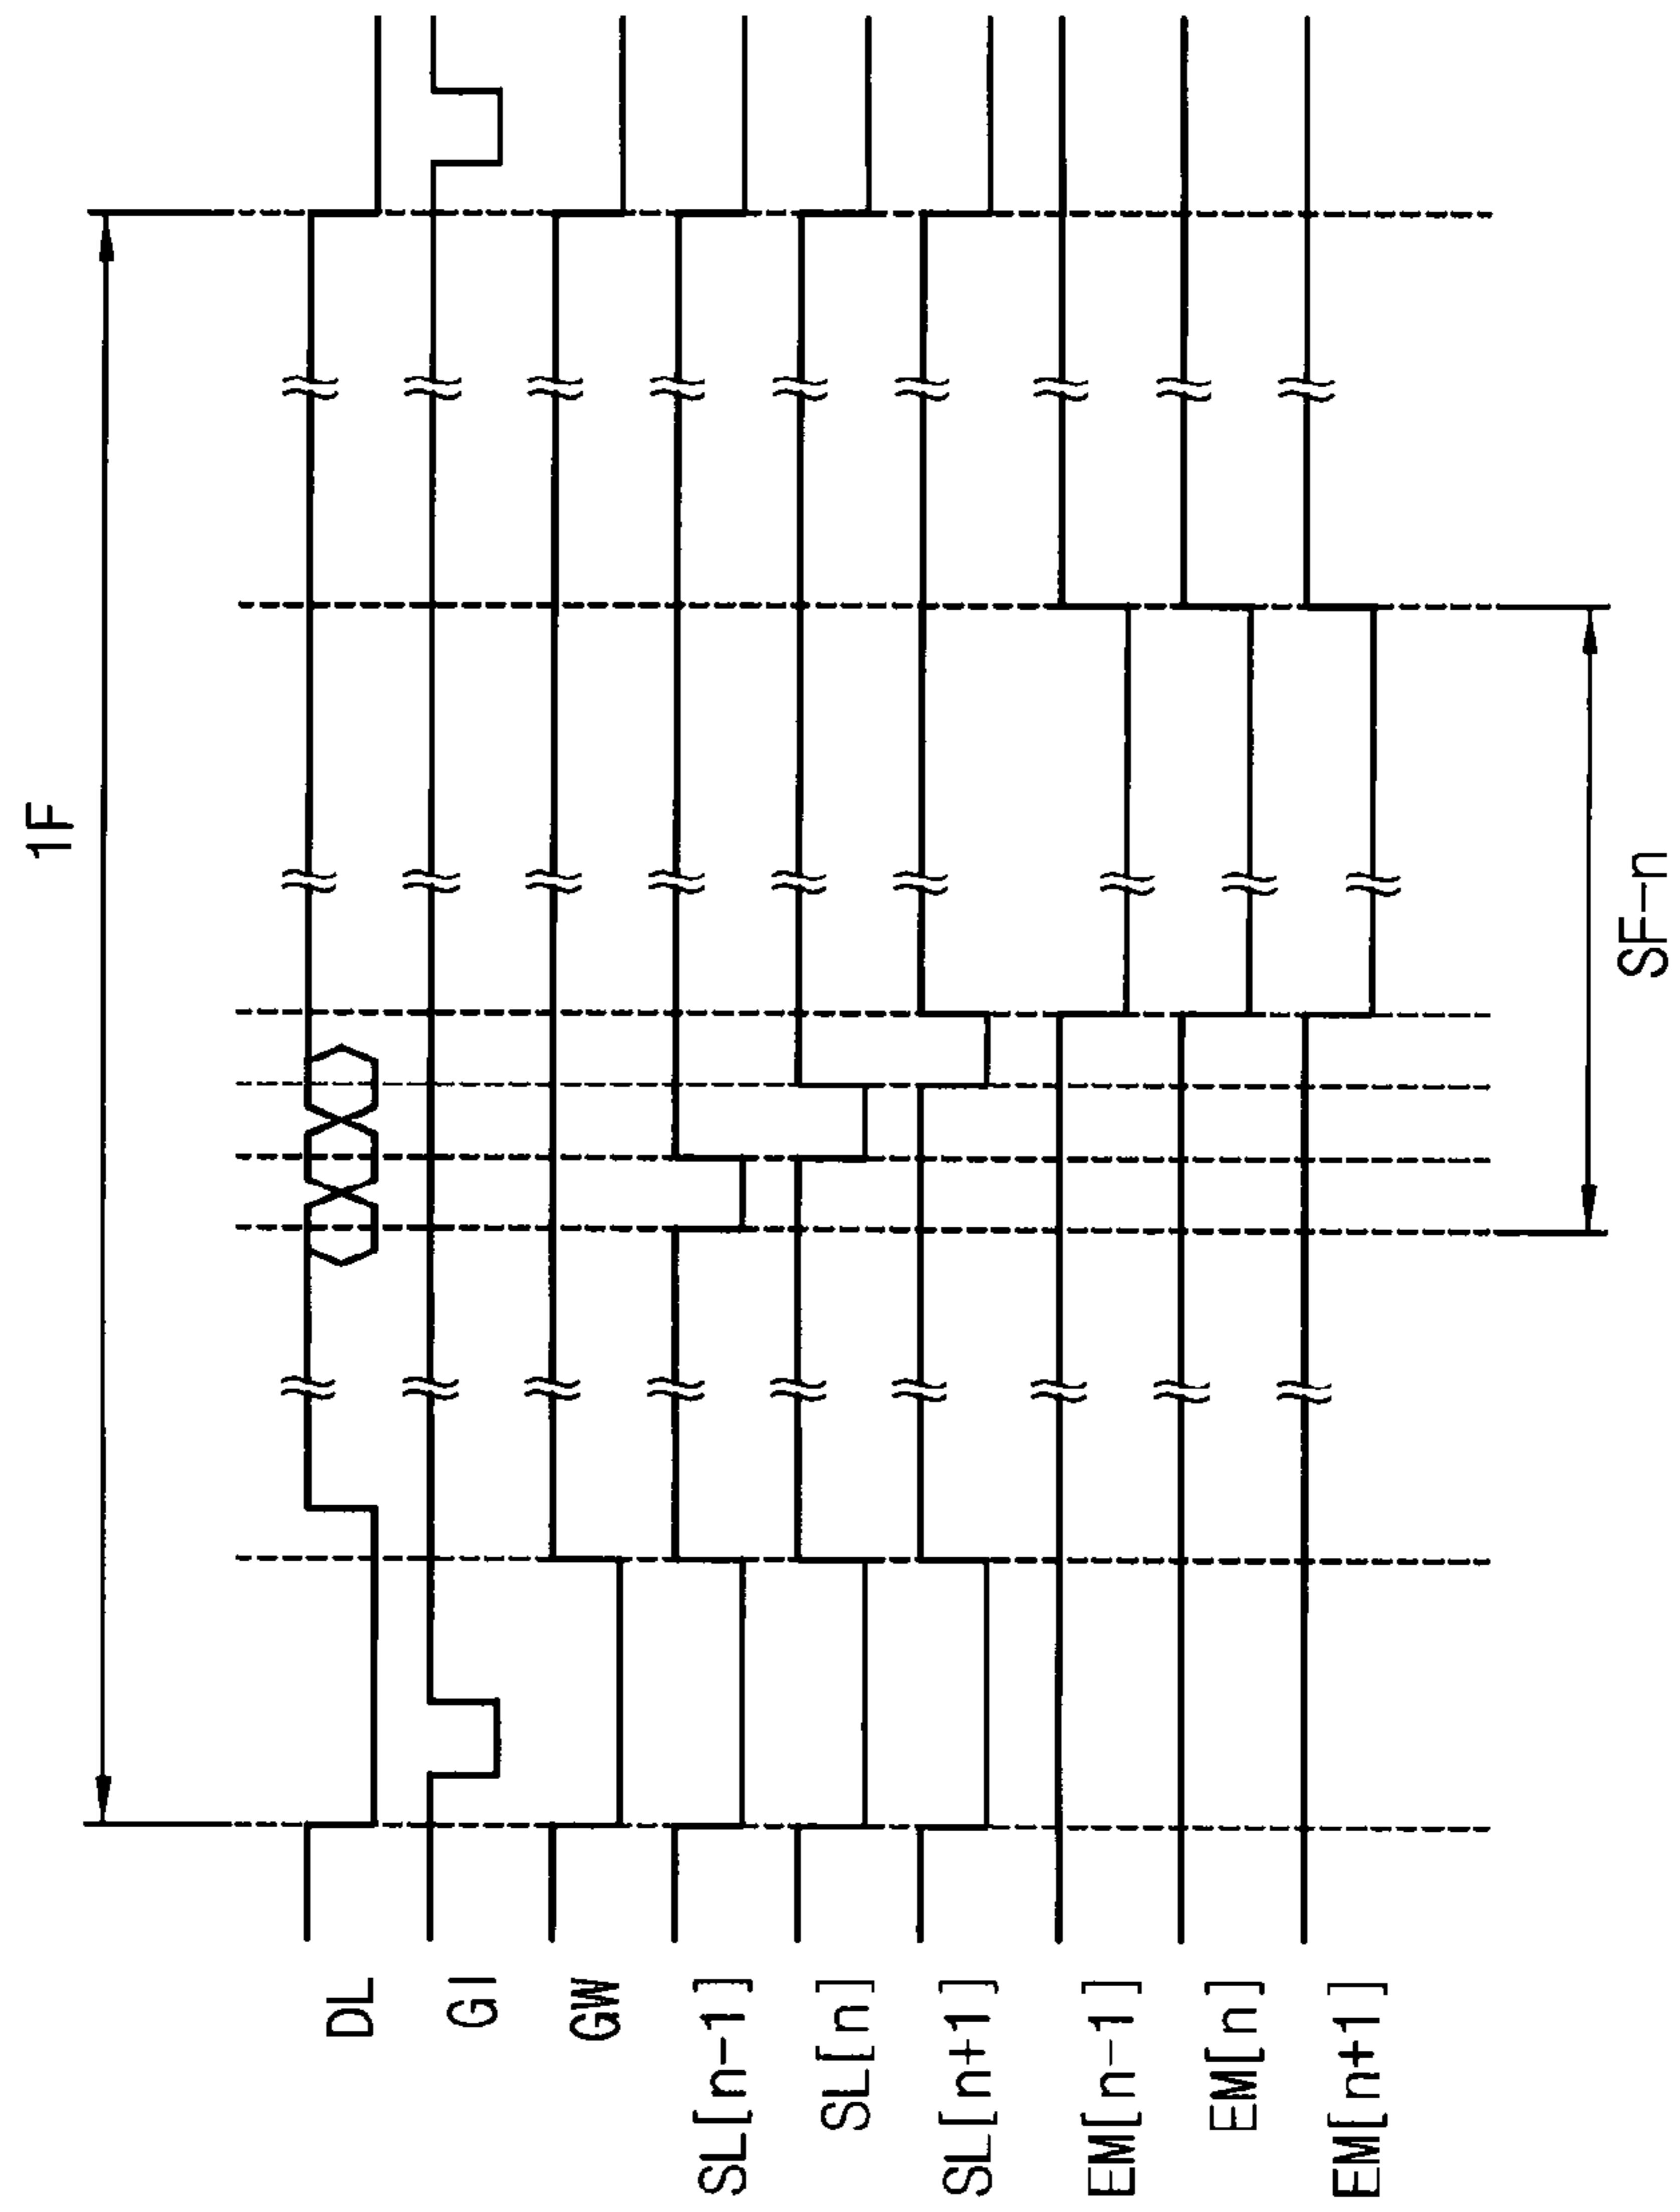 1F
DL
GI
GW
SL[n-1]
SL[n]
SL[n+1]
EM[n-1]
EM[n]
EM[n+1]
SF-n